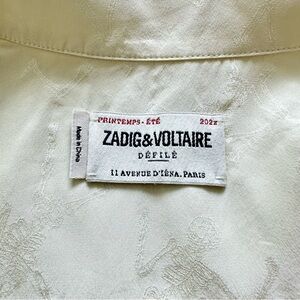 PRINTEMPS-ÉTÉ
ZADIG&VOLTAIRE
DÉFILÉ
11 AVENUE D'IÉNA. PARIS
Made in China